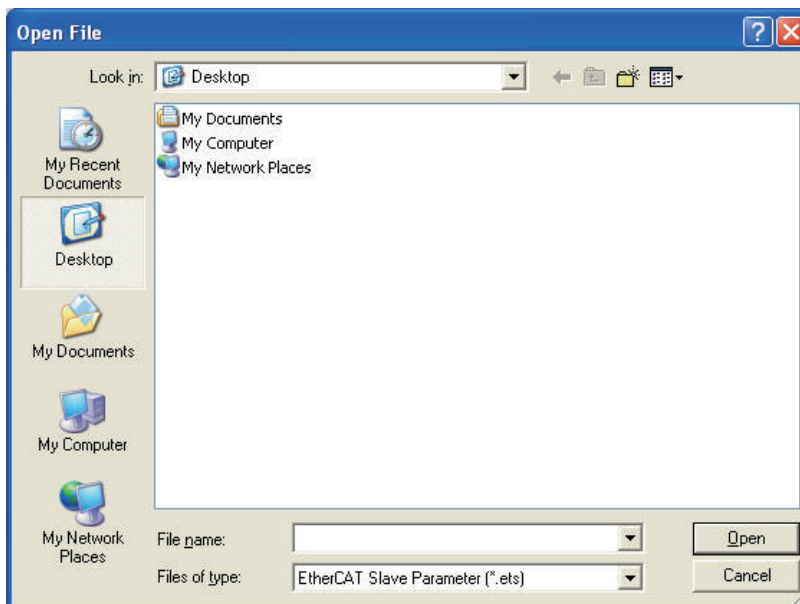 Open File
Look in:
Desktop
My Documents
My Computer
My Network Places
My Recent
Documents
Desktop
My Documents
My Computer
My Network
Places
File name:
Open
Files of type:
EtherCAT Slave Parameter (*.ets)
Cancel